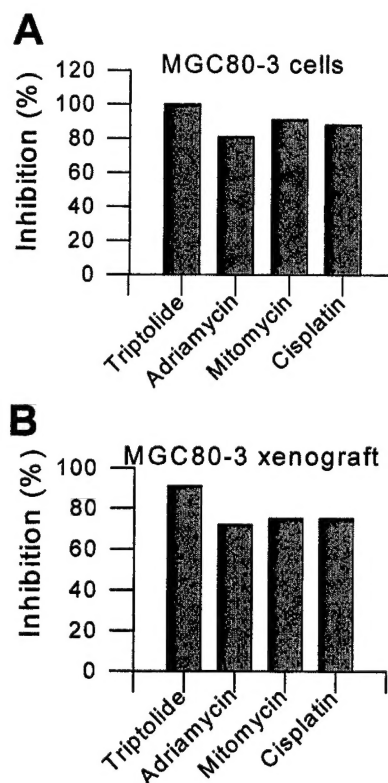 A
MGC80-3 cells
Inhibition (%)
120
100
80
60
40
20
0
Triptolide
Adriamycin
Mitomycin
Cisplatin
B
MGC80-3 xenograft
Inhibition (%)
100
80
60
40
20
0
Triptolide
Adriamycin
Mitomycin
Cisplatin